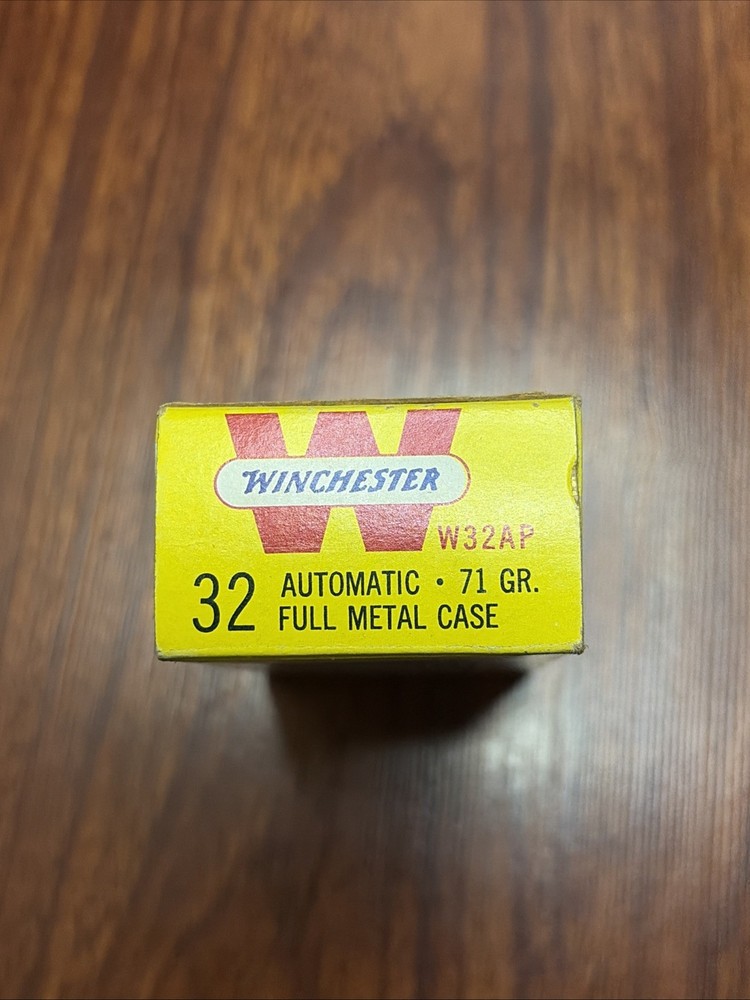 WINCHESTER
W32AP
32 AUTOMATIC • 71 GR.
FULL METAL CASE